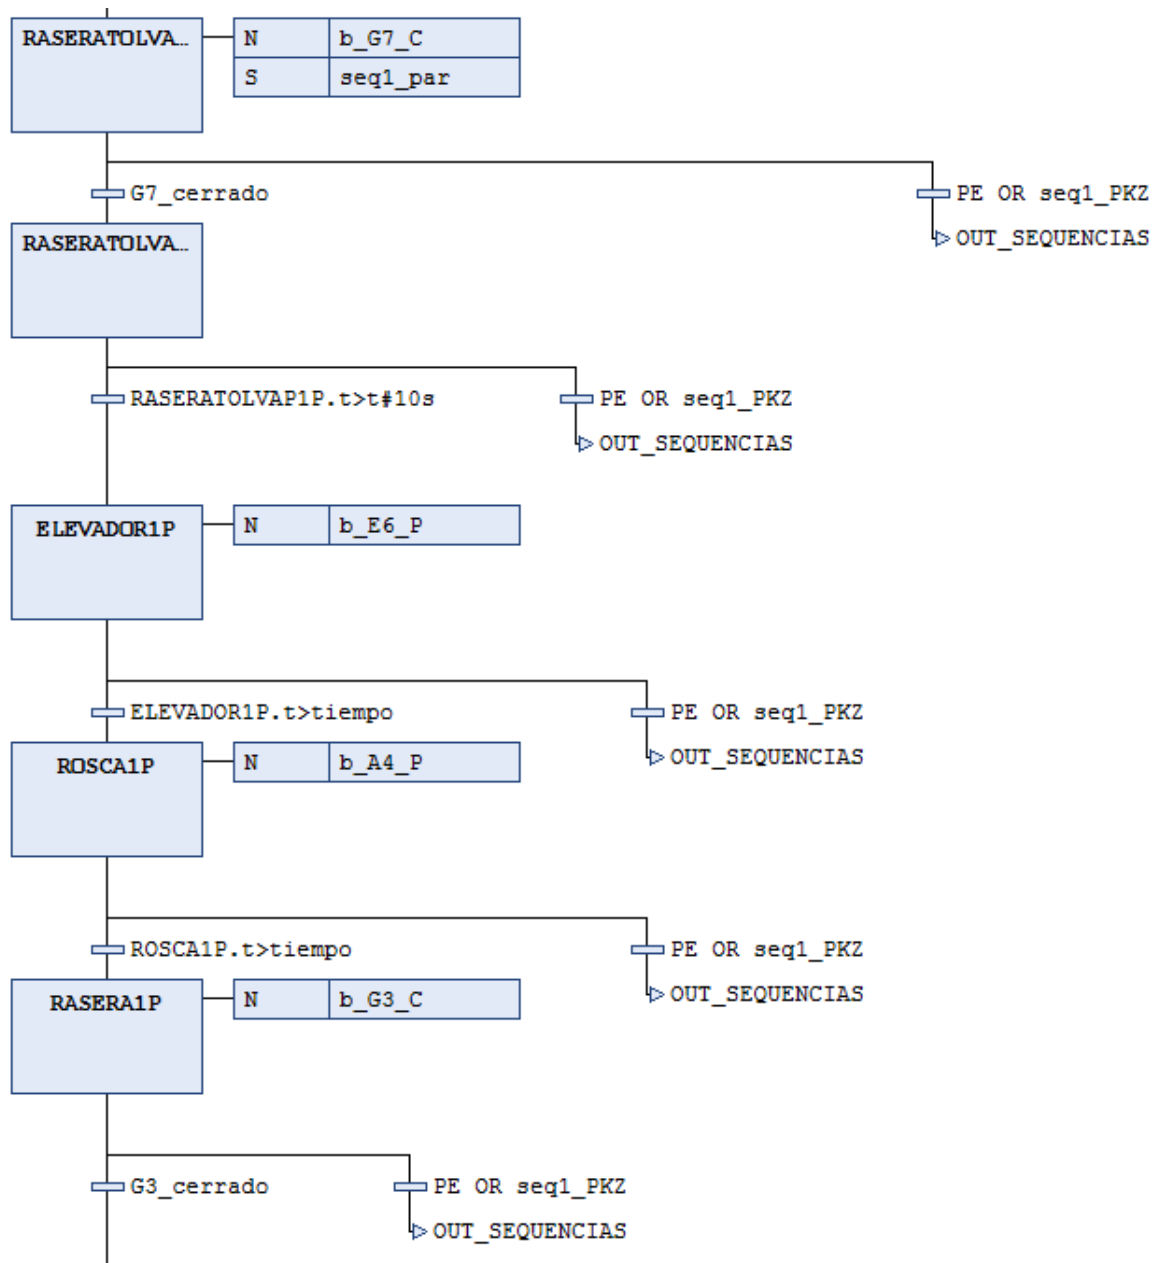 RASERATOLVA...
N b_G7_C
S seq1_par
G7_cerrado
PE OR seq1_PKZ
OUT_SEQUENCIAS
RASERATOLVA...
RASERATOLVAP1P.t>t#10s
PE OR seq1_PKZ
OUT_SEQUENCIAS
ELEVADOR1P
N b_E6_P
ELEVADOR1P.t>tiempo
PE OR seq1_PKZ
OUT_SEQUENCIAS
ROSCA1P
N b_A4_P
ROSCA1P.t>tiempo
PE OR seq1_PKZ
OUT_SEQUENCIAS
RASERA1P
N b_G3_C
G3_cerrado
PE OR seq1_PKZ
OUT_SEQUENCIAS